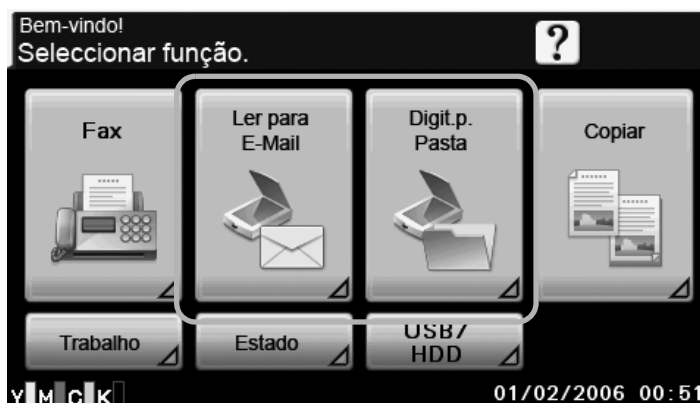 Bem-vindo!
Seleccionar função.
?
Fax
Ler para
E-Mail
Digit.p.
Pasta
Copiar
Trabalho
Estado
USB/
HDD
Y M C K
01/02/2006 00:51